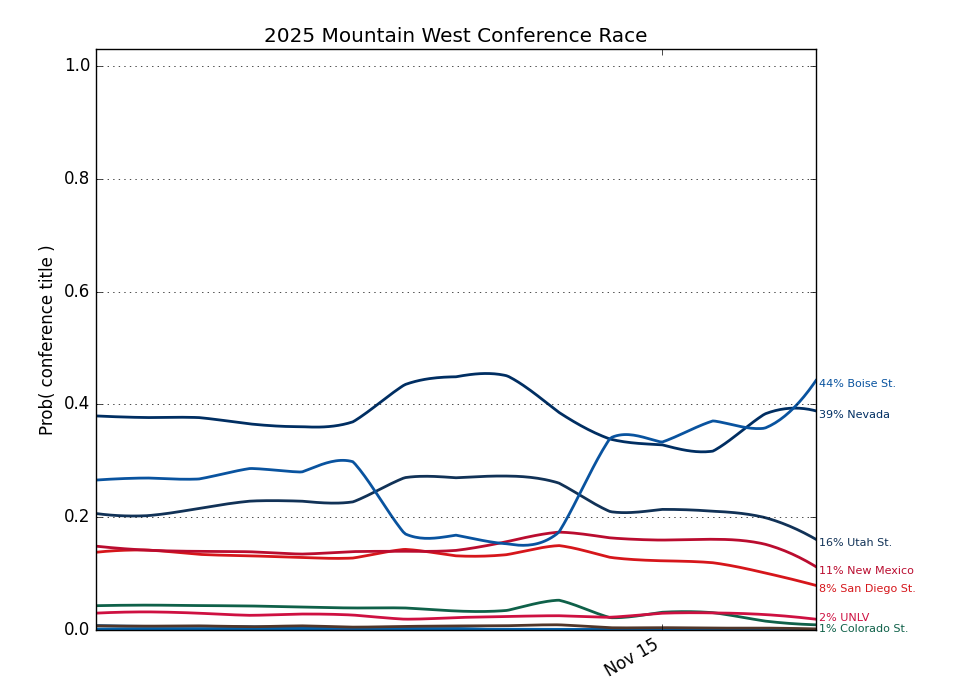 2025 Mountain West Conference Race
Prob( conference title )
1.0
0.8
0.6
0.4
0.2
0.0
Nov 15
44% Boise St.
39% Nevada
16% Utah St.
11% New Mexico
8% San Diego St.
2% UNLV
1% Colorado St.